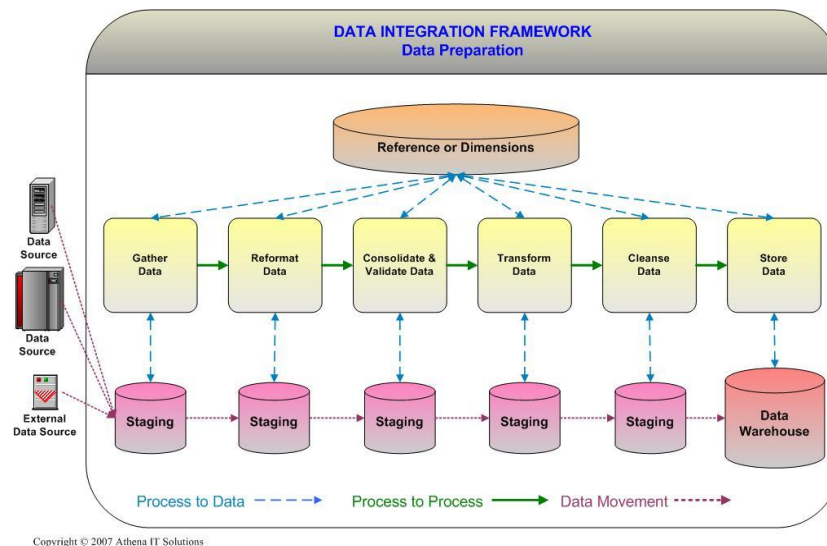 DATA INTEGRATION FRAMEWORK
Data Preparation
Reference or Dimensions
Data
Source
Data
Source
External
Data Source
Gather
Data
Reformat
Data
Consolidate &
Validate Data
Transform
Data
Cleanse
Data
Store
Data
Staging
Staging
Staging
Staging
Staging
Data
Warehouse
Process to Data
Process to Process
Data Movement
Copyright © 2007 Athena IT Solutions